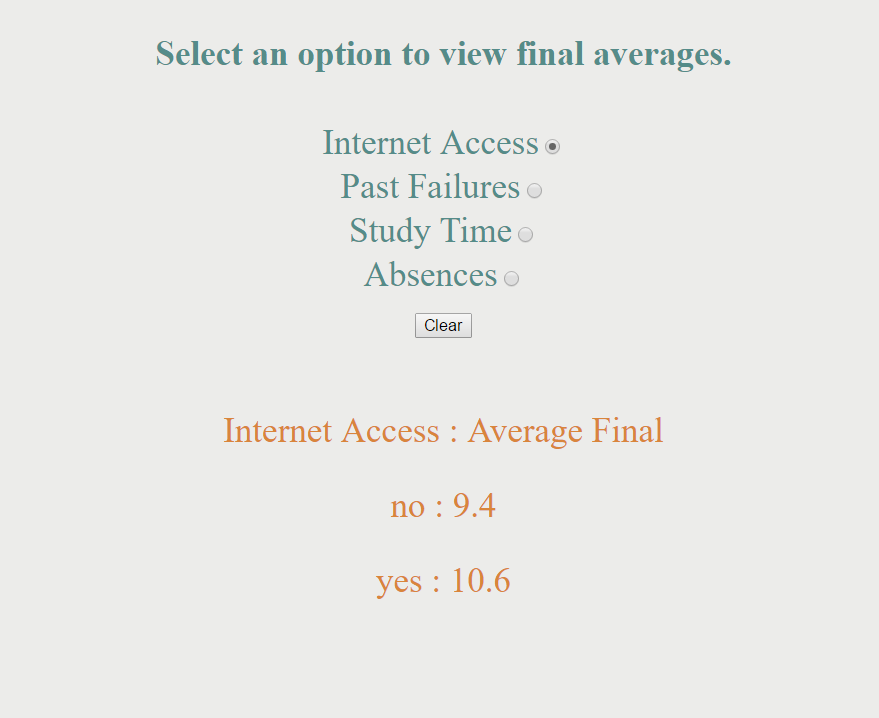 Select an option to view final averages.
Internet Access
Past Failures
Study Time
Absences
Clear
Internet Access : Average Final
no : 9.4
yes : 10.6